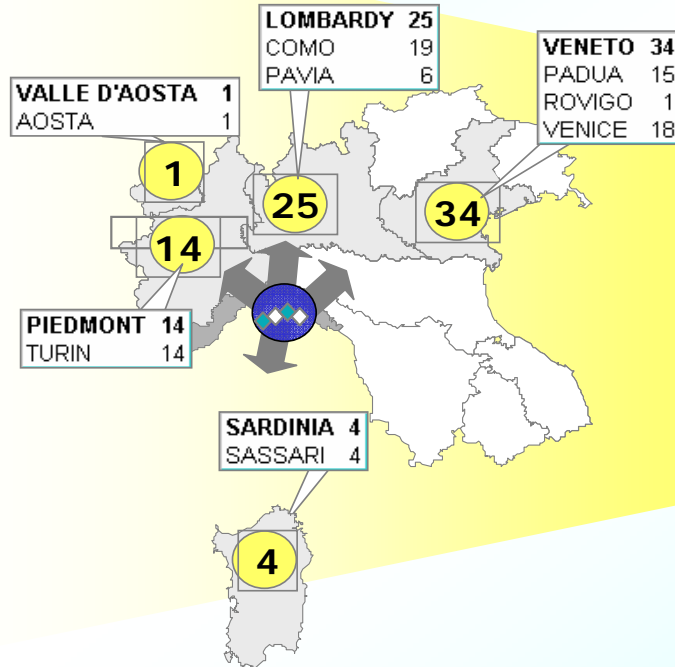 LOMBARDY 25
COMO 19
PAVIA 6
VENETO 34
PADUA 15
ROVIGO 1
VENICE 18
VALLE D'AOSTA 1
AOSTA 1
1
25
34
14
PIEDMONT 14
TURIN 14
SARDINIA 4
SASSARI 4
4